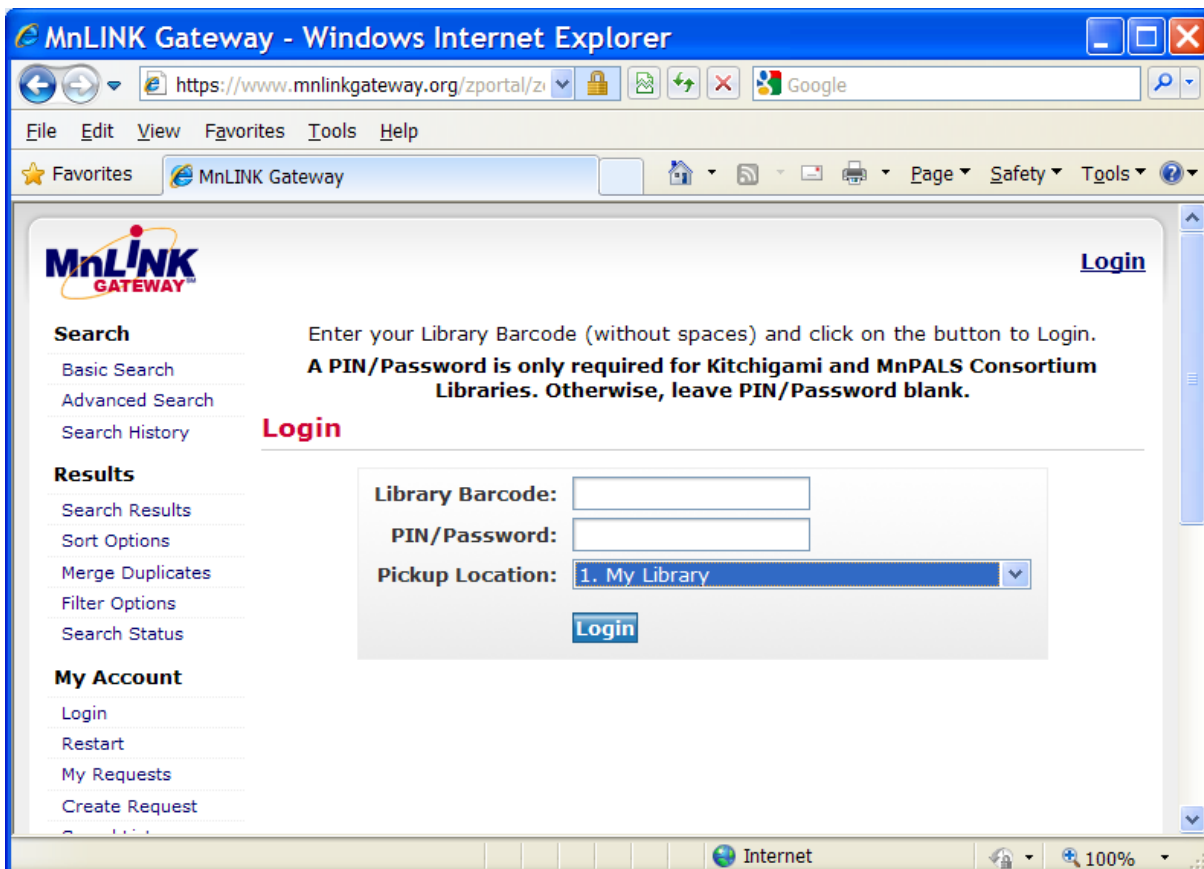 MnLINK Gateway - Windows Internet Explorer
https://www.mnlinkgateway.org/zportal/z
Google
File Edit View Favorites Tools Help
Favorites MnLINK Gateway Page Safety Tools
MnLINK
GATEWAY
Login
Search
Basic Search
Advanced Search
Search History
Results
Search Results
Sort Options
Merge Duplicates
Filter Options
Search Status
My Account
Login
Restart
My Requests
Create Request
Enter your Library Barcode (without spaces) and click on the button to Login.
A PIN/Password is only required for Kitchigami and MnPALS Consortium
Libraries. Otherwise, leave PIN/Password blank.
Login
Library Barcode:
PIN/Password:
Pickup Location: 1. My Library
Login
Internet 100%